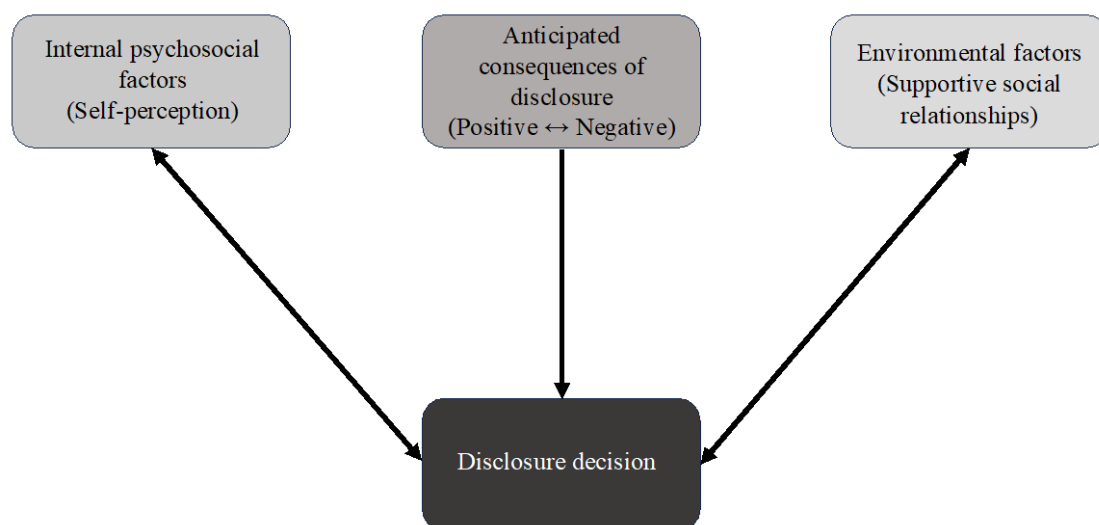 Internal psychosocial
factors
(Self-perception)
Anticipated
consequences of
disclosure
(Positive ↔ Negative)
Environmental factors
(Supportive social
relationships)
Disclosure decision